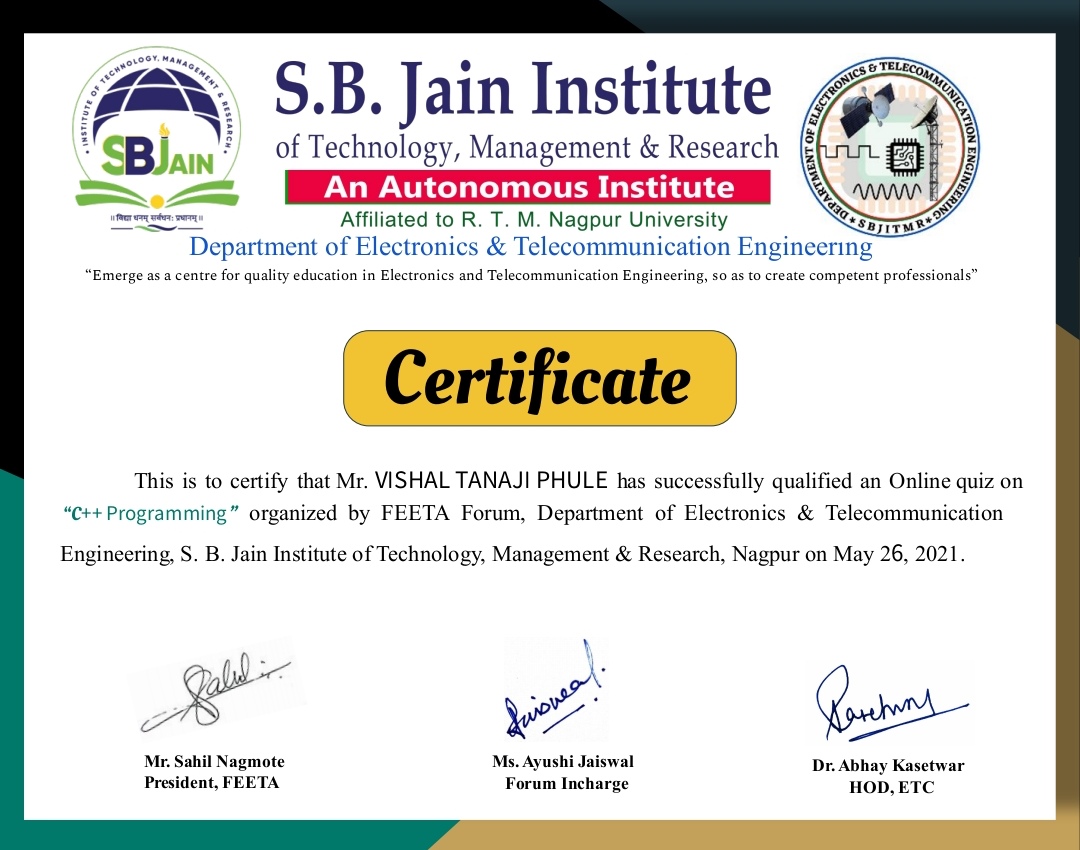 • INSTITUTE OF TECHNOLOGY, MANAGEMENT & RESEARCH •
SBJAIN
॥ विद्या धनम् सर्वधनः प्रधानम् ॥
S.B. Jain Institute
of Technology, Management & Research
An Autonomous Institute
Affiliated to R. T. M. Nagpur University
DEPARTMENT OF ELECTRONICS & TELECOMMUNICATION ENGINEERING
★ SBJITMR ★
Department of Electronics & Telecommunication Engineering
“Emerge as a centre for quality education in Electronics and Telecommunication Engineering, so as to create competent professionals”
Certificate
This is to certify that Mr. VISHAL TANAJI PHULE has successfully qualified an Online quiz on
“C++ Programming” organized by FEETA Forum, Department of Electronics & Telecommunication
Engineering, S. B. Jain Institute of Technology, Management & Research, Nagpur on May 26, 2021.
Mr. Sahil Nagmote
President, FEETA
Ms. Ayushi Jaiswal
Forum Incharge
Dr. Abhay Kasetwar
HOD, ETC